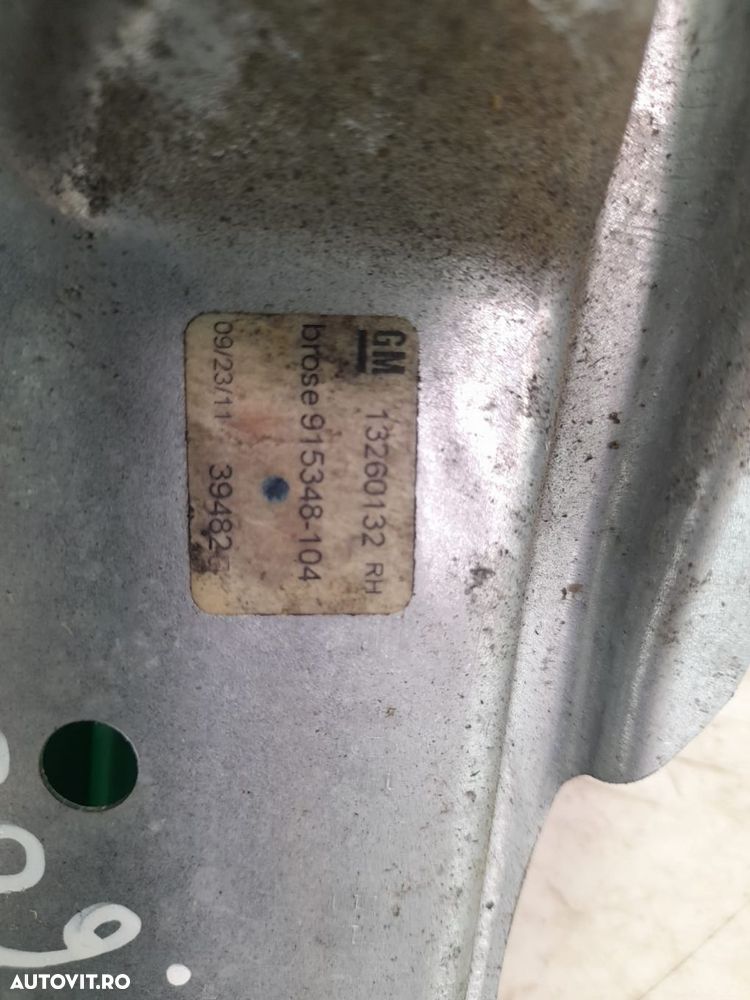 GM 13260132 RH
brose 915348-104
09/23/11 39482
AUTOVIT.RO